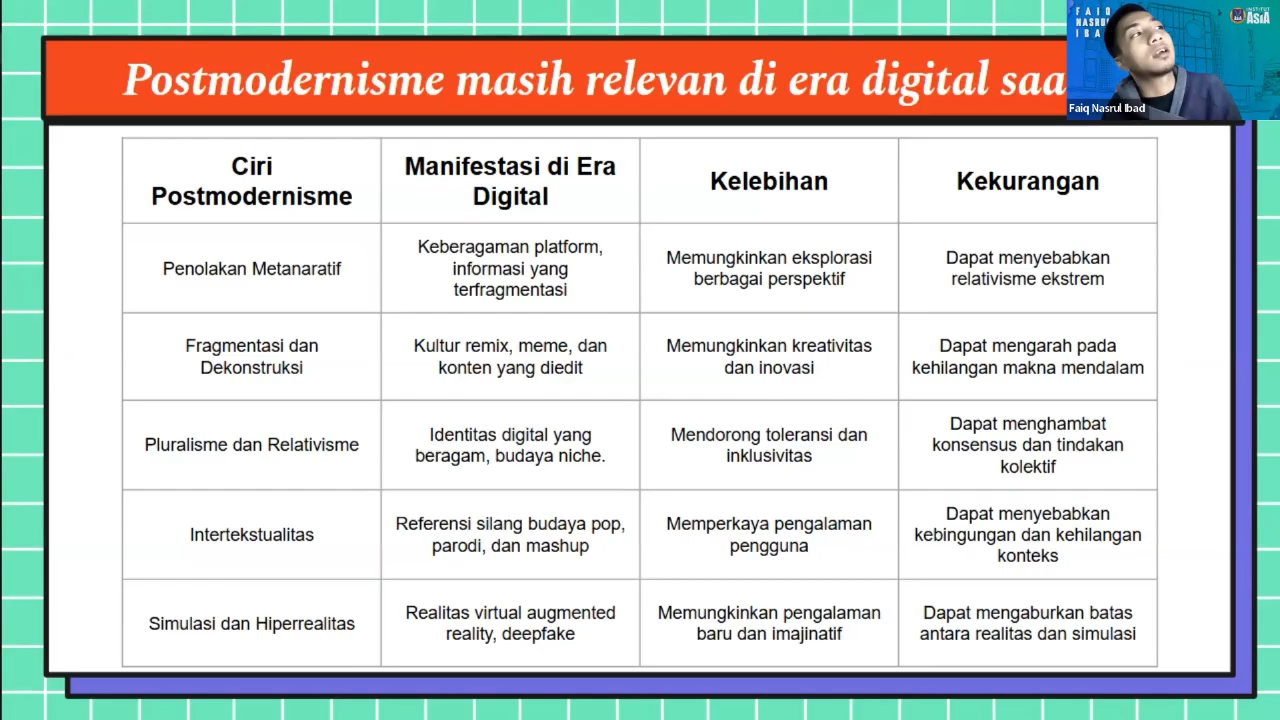 Postmodernisme masih relevan di era digital saa
FAIQ
NASRUL
IBA
INSTITUT
ASIA
Faiq Nasrul Ibad
Ciri
Postmodernisme
Manifestasi di Era
Digital
Kelebihan
Kekurangan
Penolakan Metanaratif
Keberagaman platform,
informasi yang
terfragmentasi
Memungkinkan eksplorasi
berbagai perspektif
Dapat menyebabkan
relativisme ekstrem
Fragmentasi dan
Dekonstruksi
Kultur remix, meme, dan
konten yang diedit
Memungkinkan kreativitas
dan inovasi
Dapat mengarah pada
kehilangan makna mendalam
Pluralisme dan Relativisme
Identitas digital yang
beragam, budaya niche.
Mendorong toleransi dan
inklusivitas
Dapat menghambat
konsensus dan tindakan
kolektif
Intertekstualitas
Referensi silang budaya pop,
parodi, dan mashup
Memperkaya pengalaman
pengguna
Dapat menyebabkan
kebingungan dan kehilangan
konteks
Simulasi dan Hiperrealitas
Realitas virtual augmented
reality, deepfake
Memungkinkan pengalaman
baru dan imajinatif
Dapat mengaburkan batas
antara realitas dan simulasi